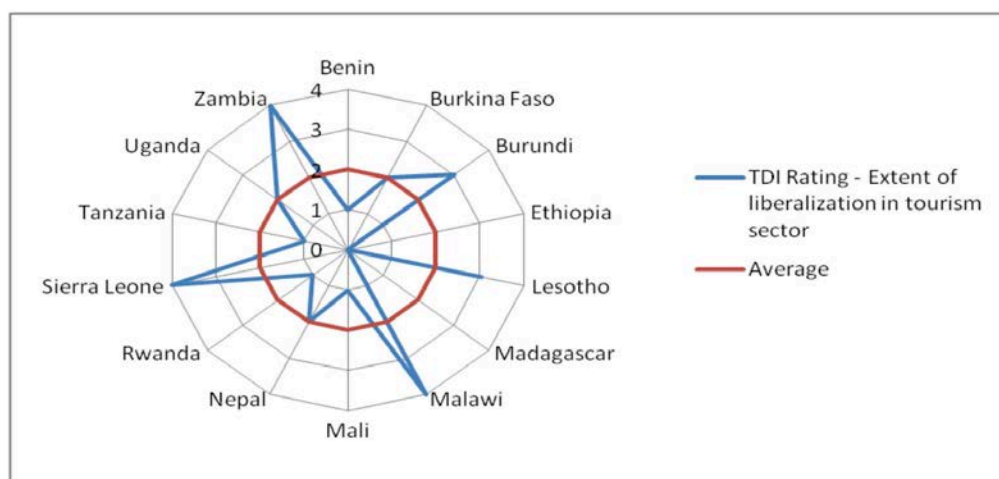 Benin
Burkina Faso
Burundi
Ethiopia
Lesotho
Madagascar
Malawi
Mali
Nepal
Rwanda
Sierra Leone
Tanzania
Uganda
Zambia
4
3
2
1
0
TDI Rating - Extent of
liberalization in tourism
sector
Average